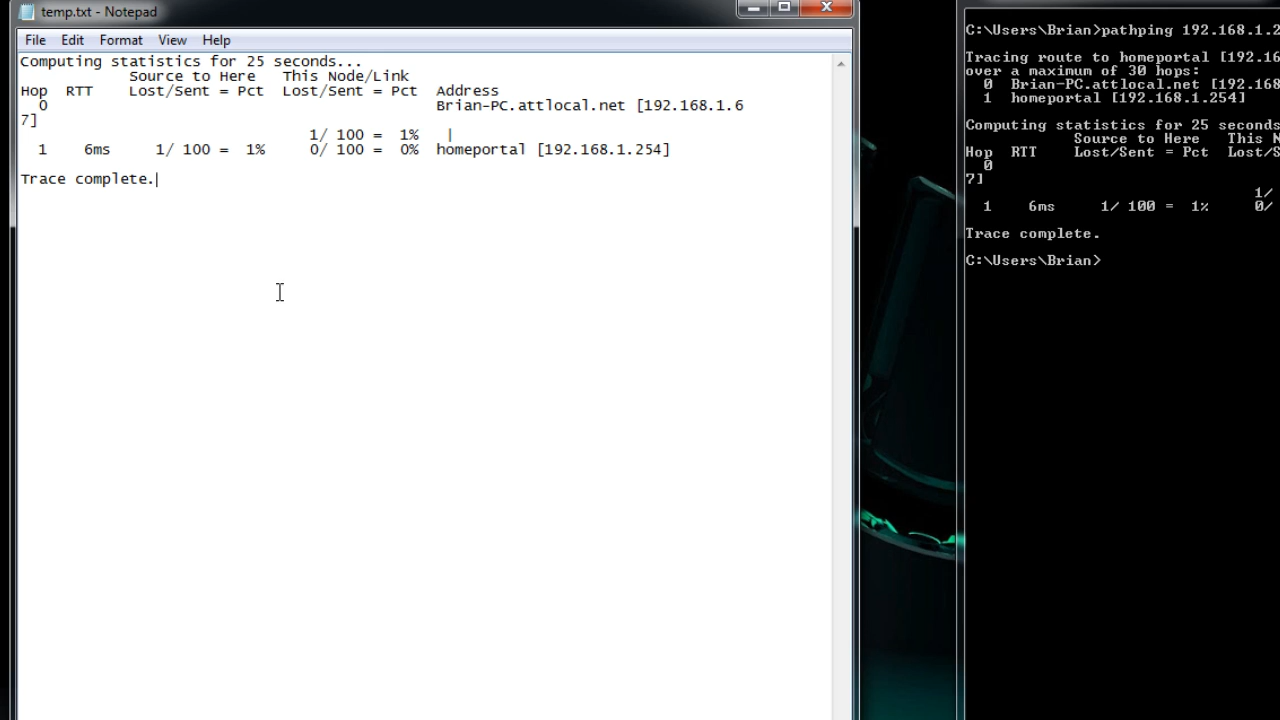 temp.txt - Notepad
File Edit Format View Help
Computing statistics for 25 seconds...
Source to Here This Node/Link
Hop RTT Lost/Sent = Pct Lost/Sent = Pct Address
0 Brian-PC.attlocal.net [192.168.1.6
7]
1/ 100 = 1% |
1 6ms 1/ 100 = 1% 0/ 100 = 0% homeportal [192.168.1.254]
Trace complete.
C:\Users\Brian>pathping 192.168.1.2
Tracing route to homeportal [192.16
over a maximum of 30 hops:
0 Brian-PC.attlocal.net [192.168
1 homeportal [192.168.1.254]
Computing statistics for 25 seconds
Source to Here This N
Hop RTT Lost/Sent = Pct Lost/S
0
7]
1/
1 6ms 1/ 100 = 1% 0/
Trace complete.
C:\Users\Brian>